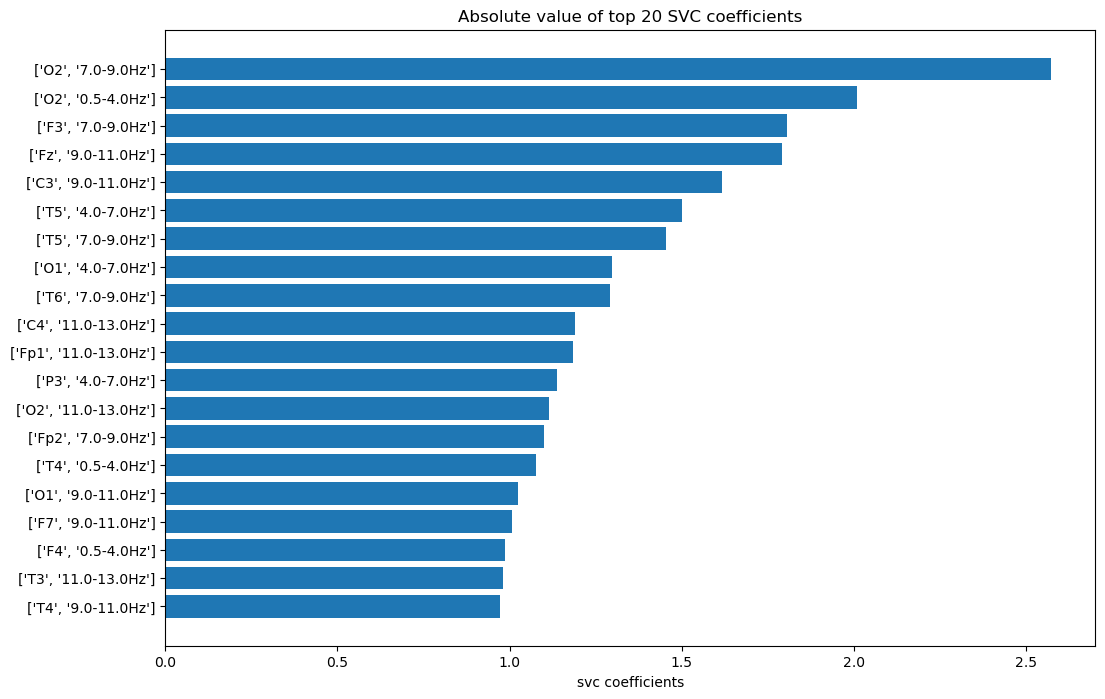 Absolute value of top 20 SVC coefficients
['O2', '7.0-9.0Hz']
['O2', '0.5-4.0Hz']
['F3', '7.0-9.0Hz']
['Fz', '9.0-11.0Hz']
['C3', '9.0-11.0Hz']
['T5', '4.0-7.0Hz']
['T5', '7.0-9.0Hz']
['O1', '4.0-7.0Hz']
['T6', '7.0-9.0Hz']
['C4', '11.0-13.0Hz']
['Fp1', '11.0-13.0Hz']
['P3', '4.0-7.0Hz']
['O2', '11.0-13.0Hz']
['Fp2', '7.0-9.0Hz']
['T4', '0.5-4.0Hz']
['O1', '9.0-11.0Hz']
['F7', '9.0-11.0Hz']
['F4', '0.5-4.0Hz']
['T3', '11.0-13.0Hz']
['T4', '9.0-11.0Hz']
0.0 0.5 1.0 1.5 2.0 2.5
svc coefficients